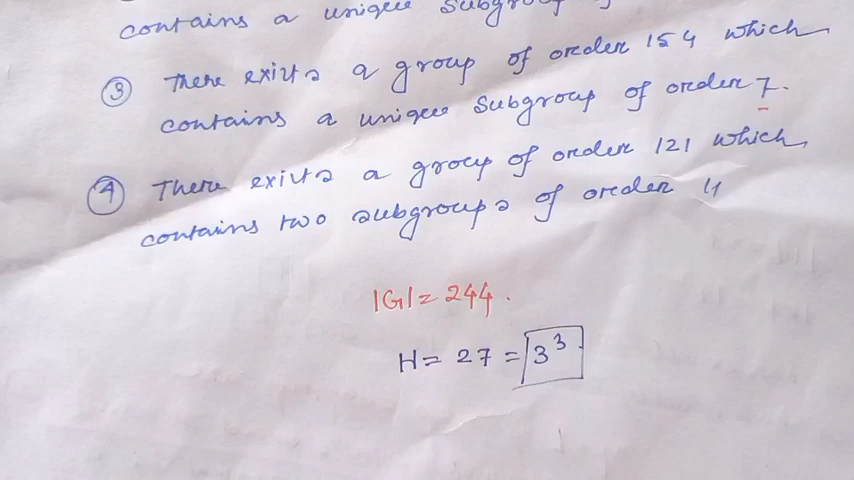 contains a unique Subgro
③ There exists a group of order 154 which
contains a unique Subgroup of order 7.
④ There exists a group of order 121 which
contains two subgroups of order 11
|G| = 244.
H = 27 = 3³